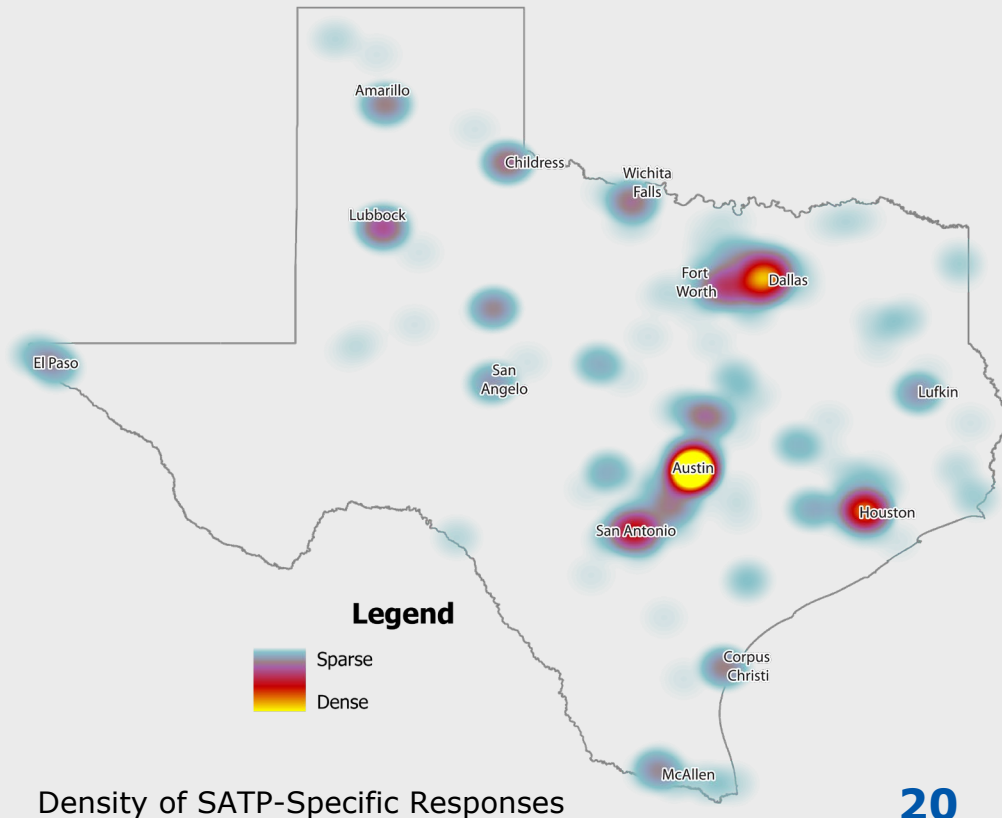 Amarillo
Childress
Wichita
Falls
Lubbock
Fort
Worth
Dallas
El Paso
San
Angelo
Lufkin
Austin
Houston
San Antonio
Legend
Sparse
Dense
Corpus
Christi
McAllen
Density of SATP-Specific Responses
20